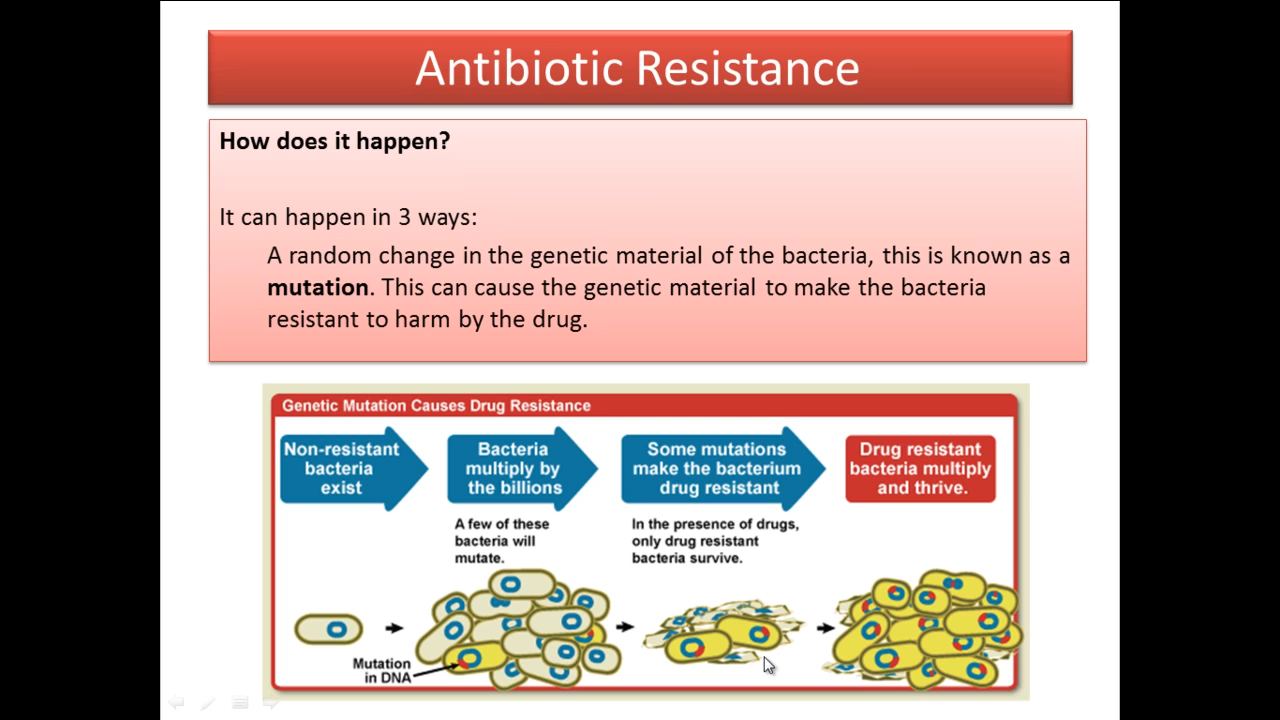 Antibiotic Resistance
How does it happen?
It can happen in 3 ways:
A random change in the genetic material of the bacteria, this is known as a
mutation. This can cause the genetic material to make the bacteria
resistant to harm by the drug.
Genetic Mutation Causes Drug Resistance
Non-resistant
bacteria
exist
Bacteria
multiply by
the billions
Some mutations
make the bacterium
drug resistant
Drug resistant
bacteria multiply
and thrive.
A few of these
bacteria will
mutate.
In the presence of drugs,
only drug resistant
bacteria survive.
Mutation
in DNA